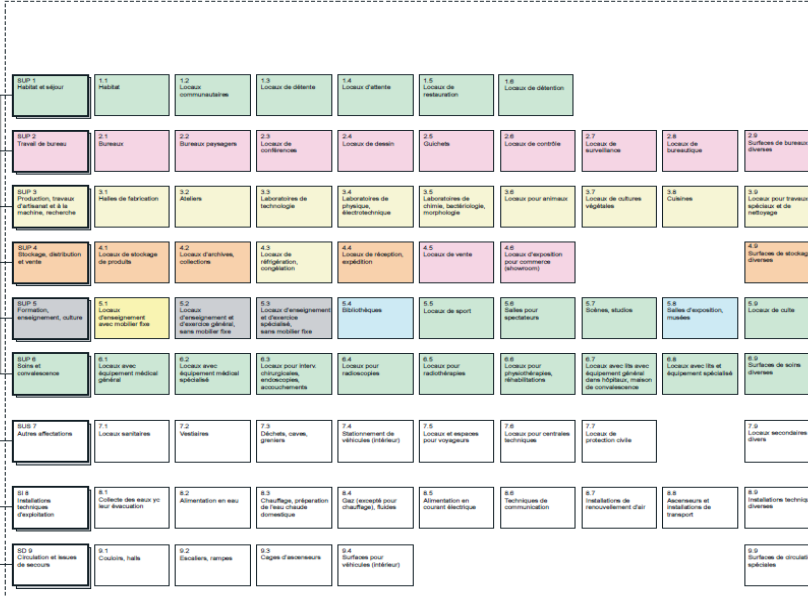 SUP 1
Habitat et séjour
1.1
Habitat
1.2
Locaux
communautaires
1.3
Locaux de détente
1.4
Locaux d'attente
1.5
Locaux de
restauration
1.6
Locaux de détention
SUP 2
Travail de bureau
2.1
Bureaux
2.2
Bureaux paysagers
2.3
Locaux de
conférences
2.4
Locaux de dessin
2.5
Guichets
2.6
Locaux de contrôle
2.7
Locaux de
surveillance
2.8
Locaux de
bureautique
2.9
Surfaces de bureaux
diverses
SUP 3
Production, travaux
d'artisanat et à la
machine, recherche
3.1
Halles de fabrication
3.2
Ateliers
3.3
Laboratoires de
technologie
3.4
Laboratoires de
physique,
électrotechnique
3.5
Laboratoires de
chimie, bactériologie,
morphologie
3.6
Locaux pour animaux
3.7
Locaux de cultures
végétales
3.8
Cuisines
3.9
Locaux pour travaux
spéciaux et de
nettoyage
SUP 4
Stockage, distribution
et vente
4.1
Locaux de stockage
de produits
4.2
Locaux d'archives,
collections
4.3
Locaux de
réfrigération,
congélation
4.4
Locaux de réception,
expédition
4.5
Locaux de vente
4.6
Locaux d'exposition
pour commerce
(showroom)
4.9
Surfaces de stockage
diverses
SUP 5
Formation,
enseignement, culture
5.1
Locaux
d'enseignement
avec mobilier fixe
5.2
Locaux
d'enseignement et
d'exercice général,
sans mobilier fixe
5.3
Locaux d'enseignement
et d'exercice
spécialisé,
sans mobilier fixe
5.4
Bibliothèques
5.5
Locaux de sport
5.6
Salles pour
spectateurs
5.7
Scènes, studios
5.8
Salles d'exposition,
musées
5.9
Locaux de culte
SUP 6
Soins et
convalescence
6.1
Locaux avec
équipement médical
général
6.2
Locaux avec
équipement médical
spécialisé
6.3
Locaux pour interv.
chirurgicales,
endoscopies,
accouchements
6.4
Locaux pour
radioscopies
6.5
Locaux pour
radiothérapies
6.6
Locaux pour
physiothérapies,
réhabilitations
6.7
Locaux avec lits avec
équipement général
dans hôpitaux, maison
de convalescence
6.8
Locaux avec lits et
équipement spécialisé
6.9
Surfaces de soins
diverses
SUS 7
Autres affectations
7.1
Locaux sanitaires
7.2
Vestiaires
7.3
Déchets, caves,
greniers
7.4
Stationnement de
véhicules (intérieur)
7.5
Locaux et espaces
pour voyageurs
7.6
Locaux pour centrales
techniques
7.7
Locaux de
protection civile
7.9
Locaux secondaires
divers
SI 8
Installations
techniques
d'exploitation
8.1
Collecte des eaux yc
leur évacuation
8.2
Alimentation en eau
8.3
Chauffage, préparation
de l'eau chaude
domestique
8.4
Gaz (excepté pour
chauffage), fluides
8.5
Alimentation en
courant électrique
8.6
Techniques de
communication
8.7
Installations de
renouvellement d'air
8.8
Ascenseurs et
installations de
transport
8.9
Installations
diverses
SD 9
Circulation et issues
de secours
9.1
Couloirs, halls
9.2
Escaliers, rampes
9.3
Cages d'ascenseurs
9.4
Surfaces pour
véhicules (intérieur)
9.9
Surfaces de
spéciales